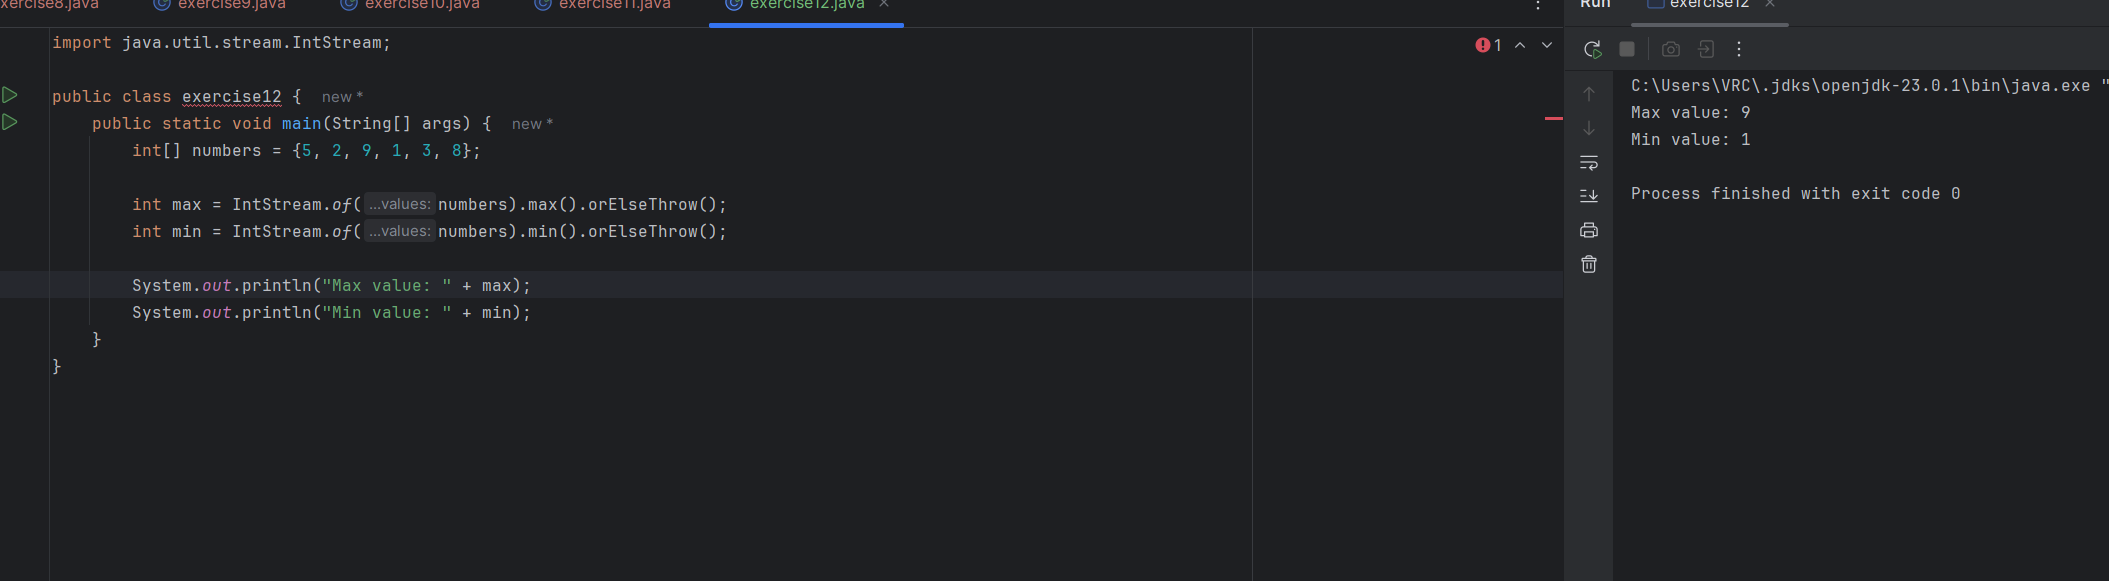 xercise8.java exercise9.java exercise10.java exercise11.java exercise12.java
import java.util.stream.IntStream;
public class exercise12 { new *
public static void main(String[] args) { new *
int[] numbers = {5, 2, 9, 1, 3, 8};
int max = IntStream.of( ...values: numbers).max().orElseThrow();
int min = IntStream.of( ...values: numbers).min().orElseThrow();
System.out.println("Max value: " + max);
System.out.println("Min value: " + min);
}
}
1
Run exercise12
C:\Users\VRC\.jdks\openjdk-23.0.1\bin\java.exe "
Max value: 9
Min value: 1
Process finished with exit code 0